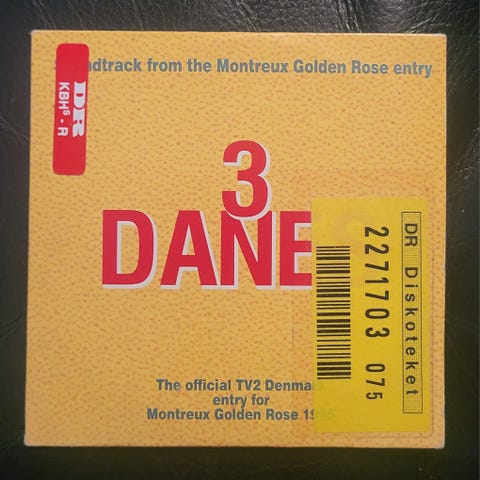 ndtrack from the Montreux Golden Rose entry
DR
KBHˢ - R
3
DANE
DR Diskoteket
2271703 075
The official TV2 Denma
entry for
Montreux Golden Rose